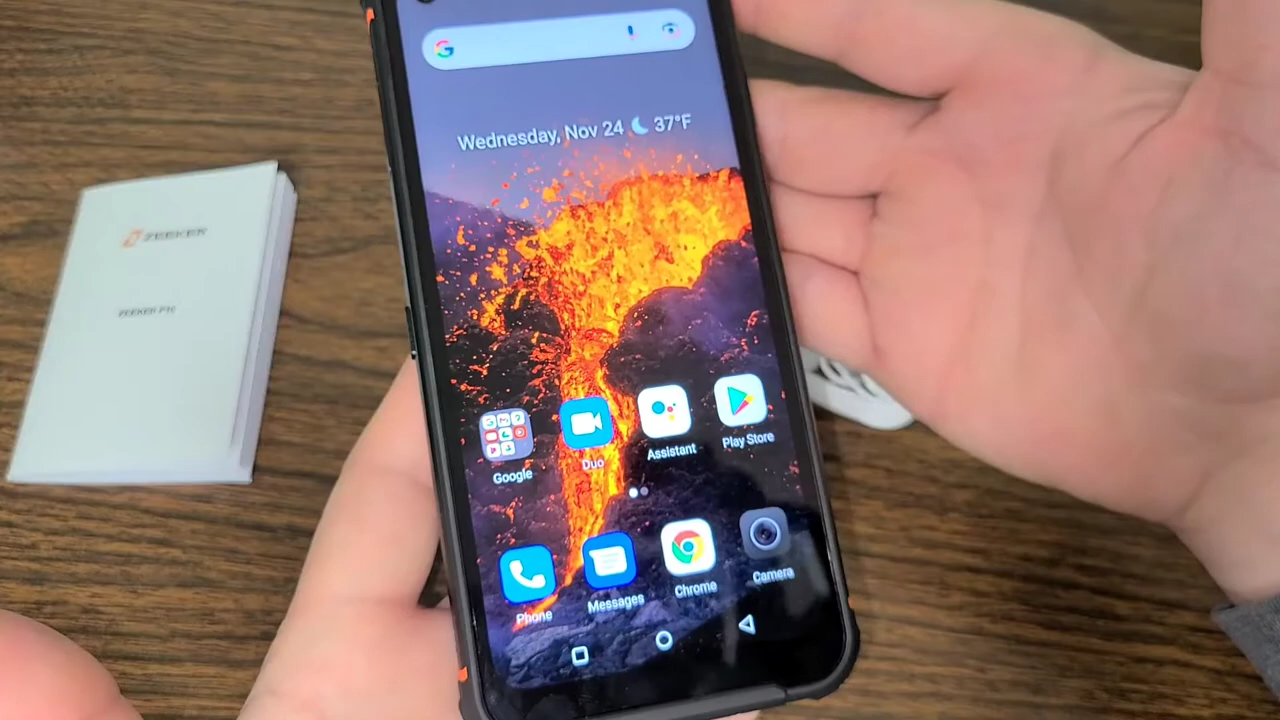 Wednesday, Nov 24 37°F
ZEEKER
Google
Duo
Assistant
Play Store
Phone
Messages
Chrome
Camera